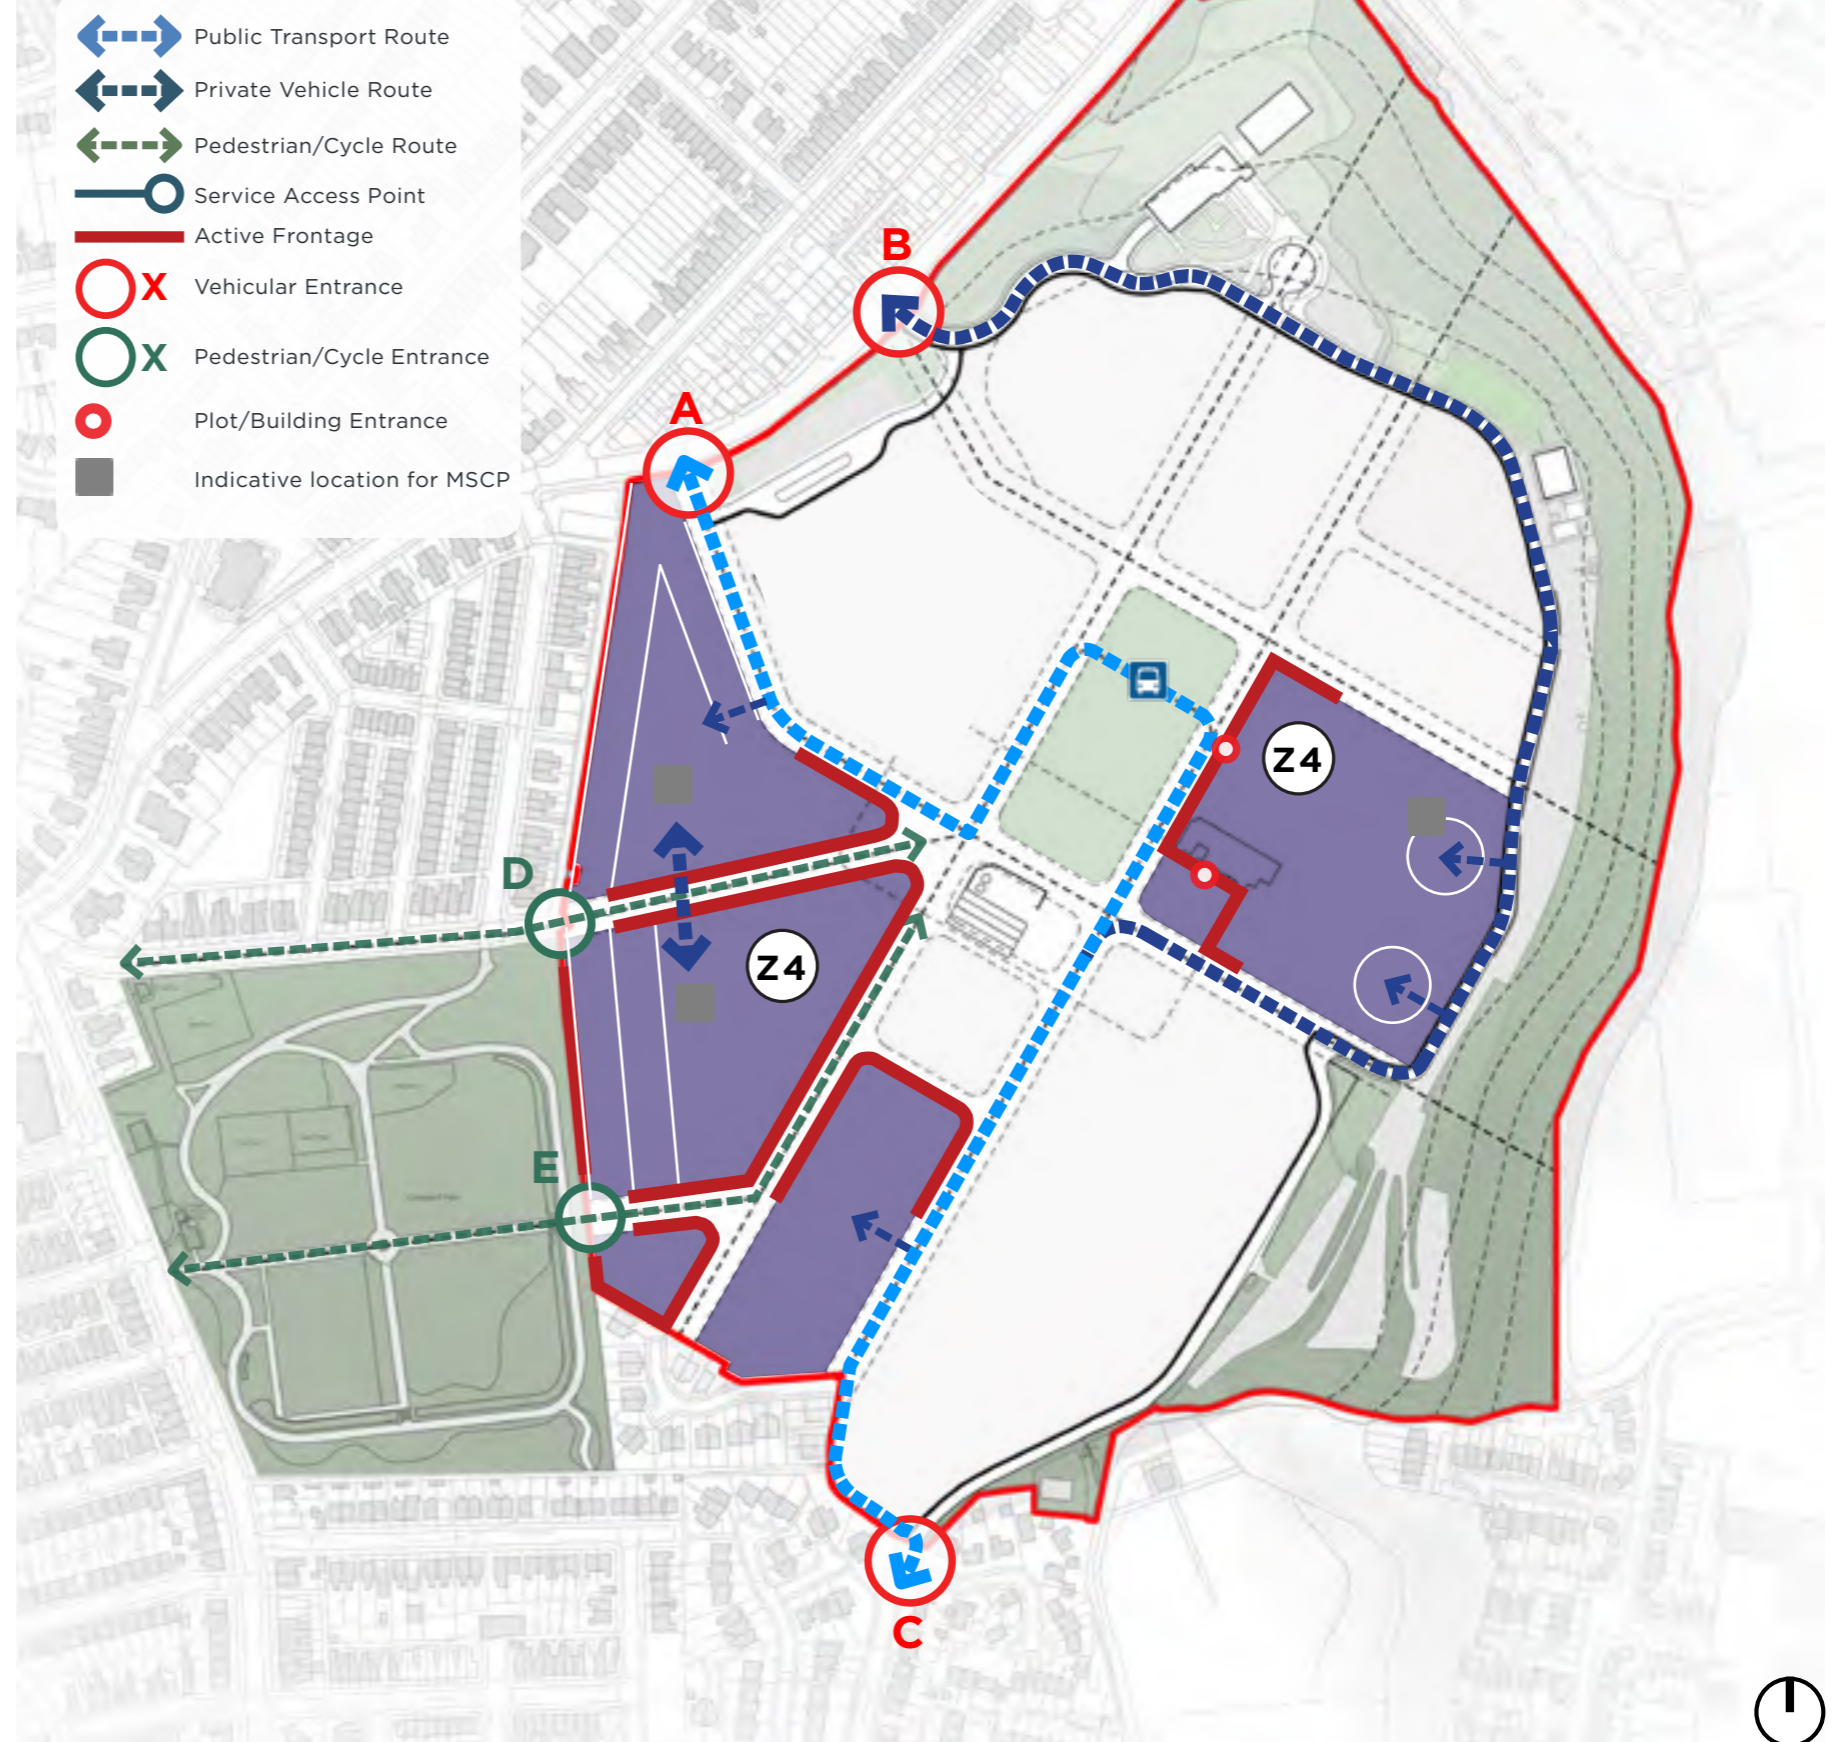 Public Transport Route
Private Vehicle Route
Pedestrian/Cycle Route
Service Access Point
Active Frontage
X Vehicular Entrance
X Pedestrian/Cycle Entrance
Plot/Building Entrance
Indicative location for MSCP
B
A
Z4
D
Z4
E
C